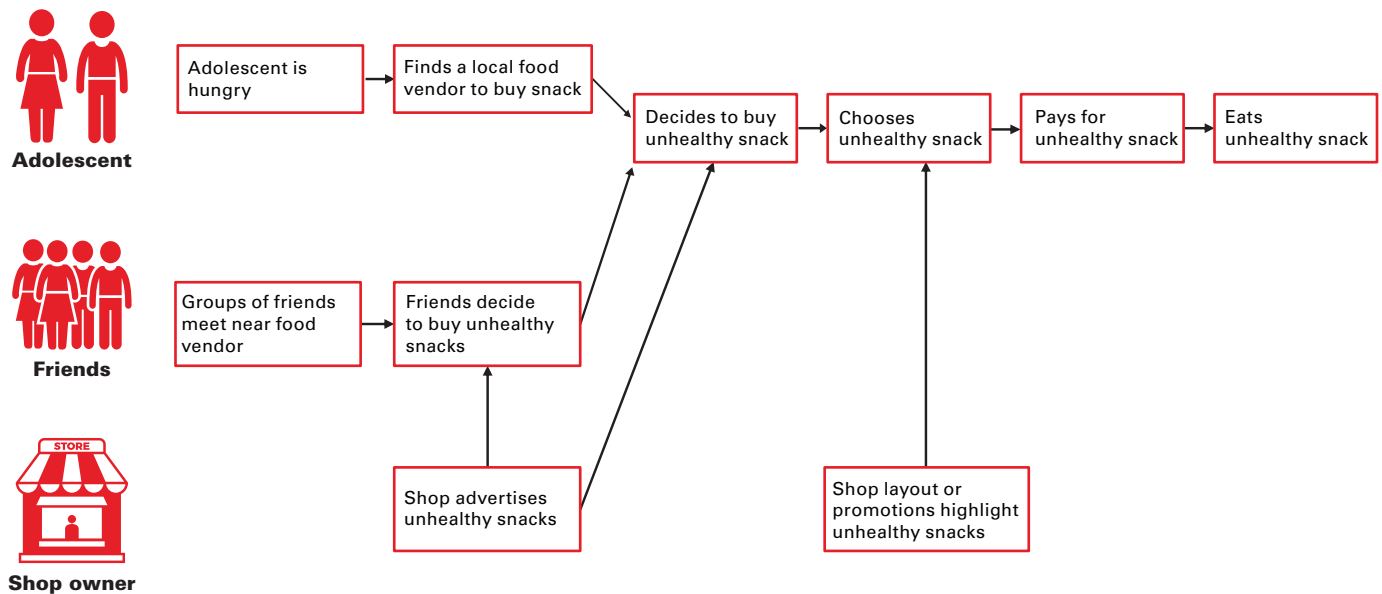 Adolescent is
hungry
Finds a local food
vendor to buy snack
Decides to buy
unhealthy snack
Chooses
unhealthy snack
Pays for
unhealthy snack
Eats
unhealthy snack
Adolescent
Groups of friends
meet near food
vendor
Friends decide
to buy unhealthy
snacks
Friends
STORE
Shop advertises
unhealthy snacks
Shop layout or
promotions highlight
unhealthy snacks
Shop owner